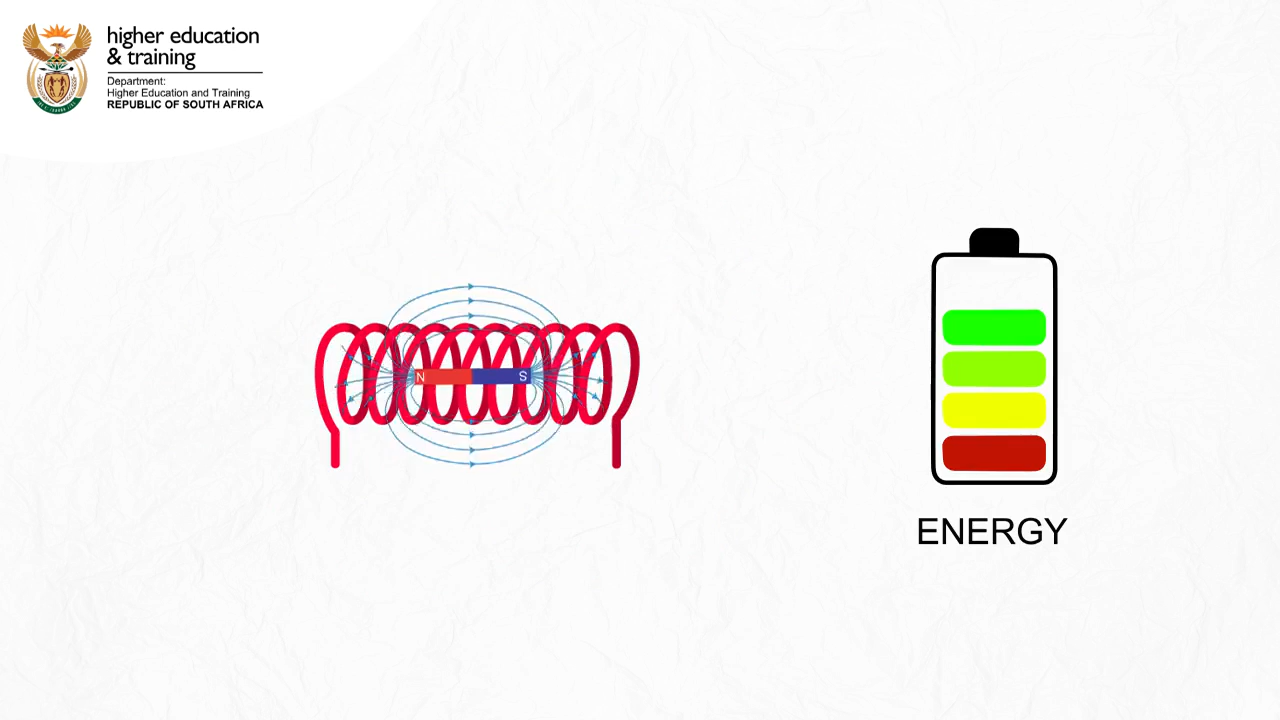 higher education
& training
Department:
Higher Education and Training
REPUBLIC OF SOUTH AFRICA
N
S
ENERGY